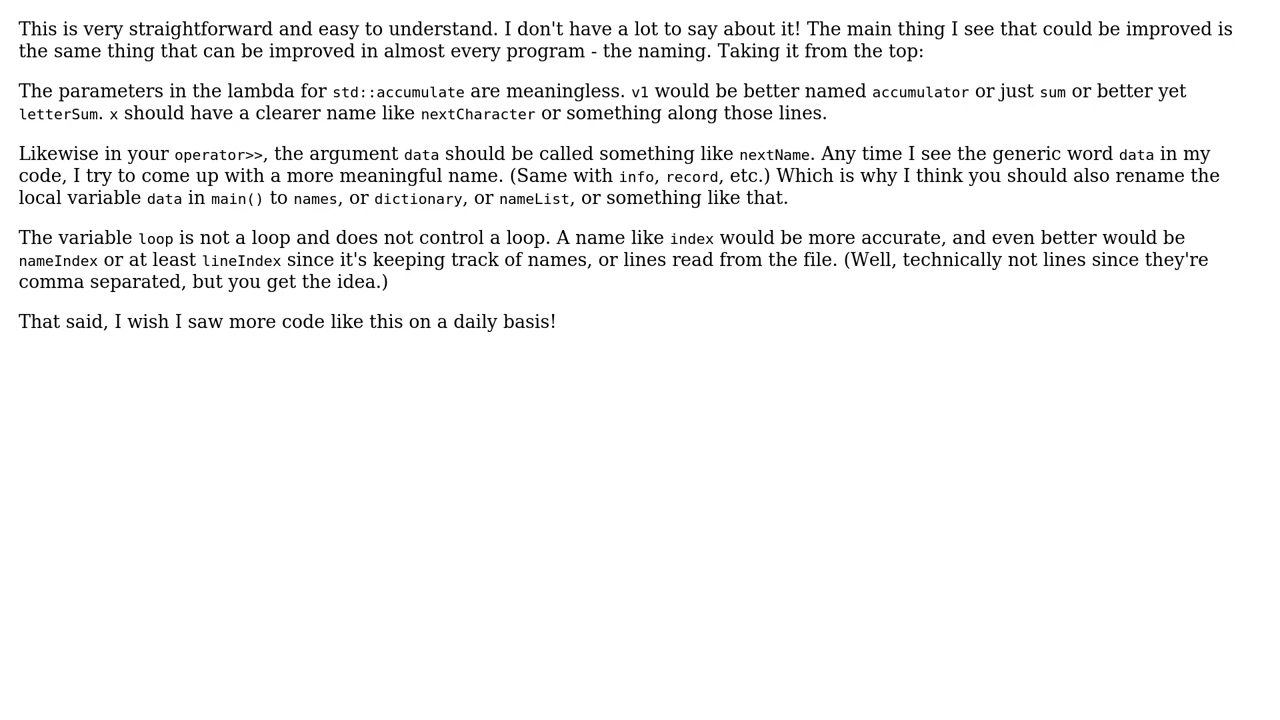 This is very straightforward and easy to understand. I don't have a lot to say about it! The main thing I see that could be improved is
the same thing that can be improved in almost every program - the naming. Taking it from the top:
The parameters in the lambda for std::accumulate are meaningless. v1 would be better named accumulator or just sum or better yet
letterSum. x should have a clearer name like nextCharacter or something along those lines.
Likewise in your operator>>, the argument data should be called something like nextName. Any time I see the generic word data in my
code, I try to come up with a more meaningful name. (Same with info, record, etc.) Which is why I think you should also rename the
local variable data in main() to names, or dictionary, or nameList, or something like that.
The variable loop is not a loop and does not control a loop. A name like index would be more accurate, and even better would be
nameIndex or at least lineIndex since it's keeping track of names, or lines read from the file. (Well, technically not lines since they're
comma separated, but you get the idea.)
That said, I wish I saw more code like this on a daily basis!